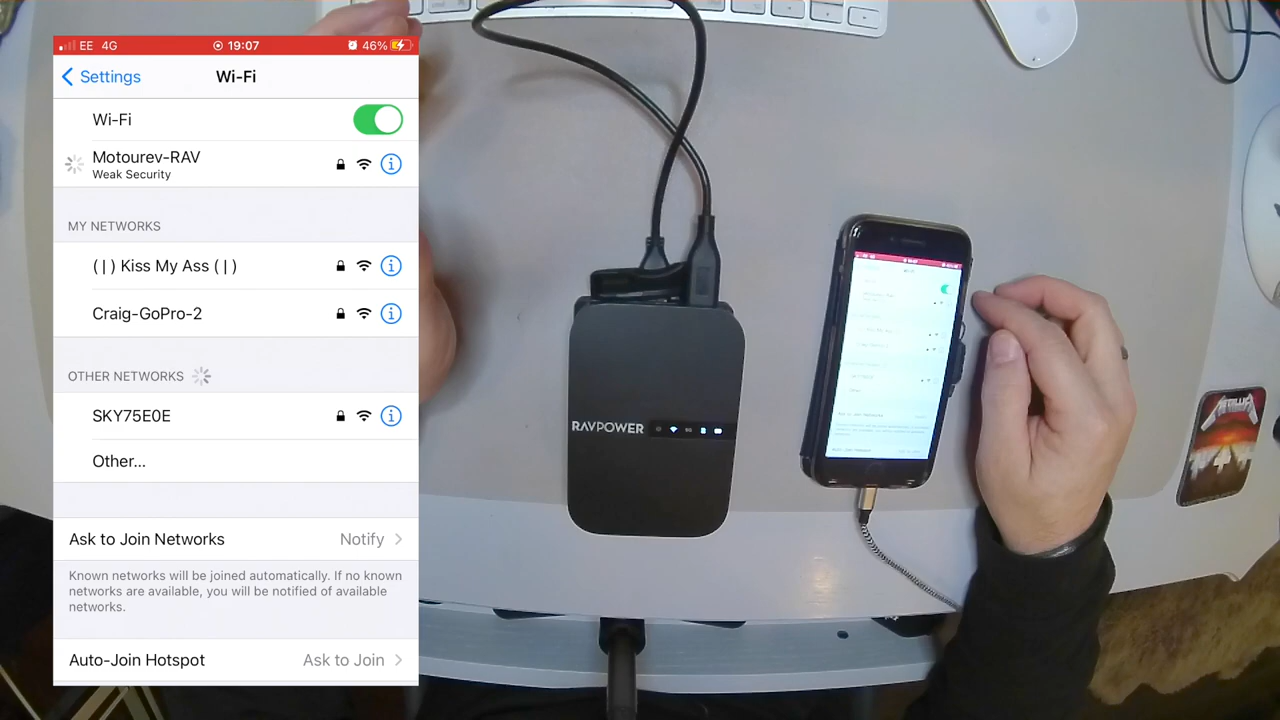 EE 4G 19:07 46%
Settings Wi-Fi
Wi-Fi
Motourev-RAV
Weak Security
MY NETWORKS
(|) Kiss My Ass (|)
Craig-GoPro-2
OTHER NETWORKS
SKY75E0E
Other...
Ask to Join Networks Notify
Known networks will be joined automatically. If no known
networks are available, you will be notified of available
networks.
Auto-Join Hotspot Ask to Join
RAVPOWER
METALLICA